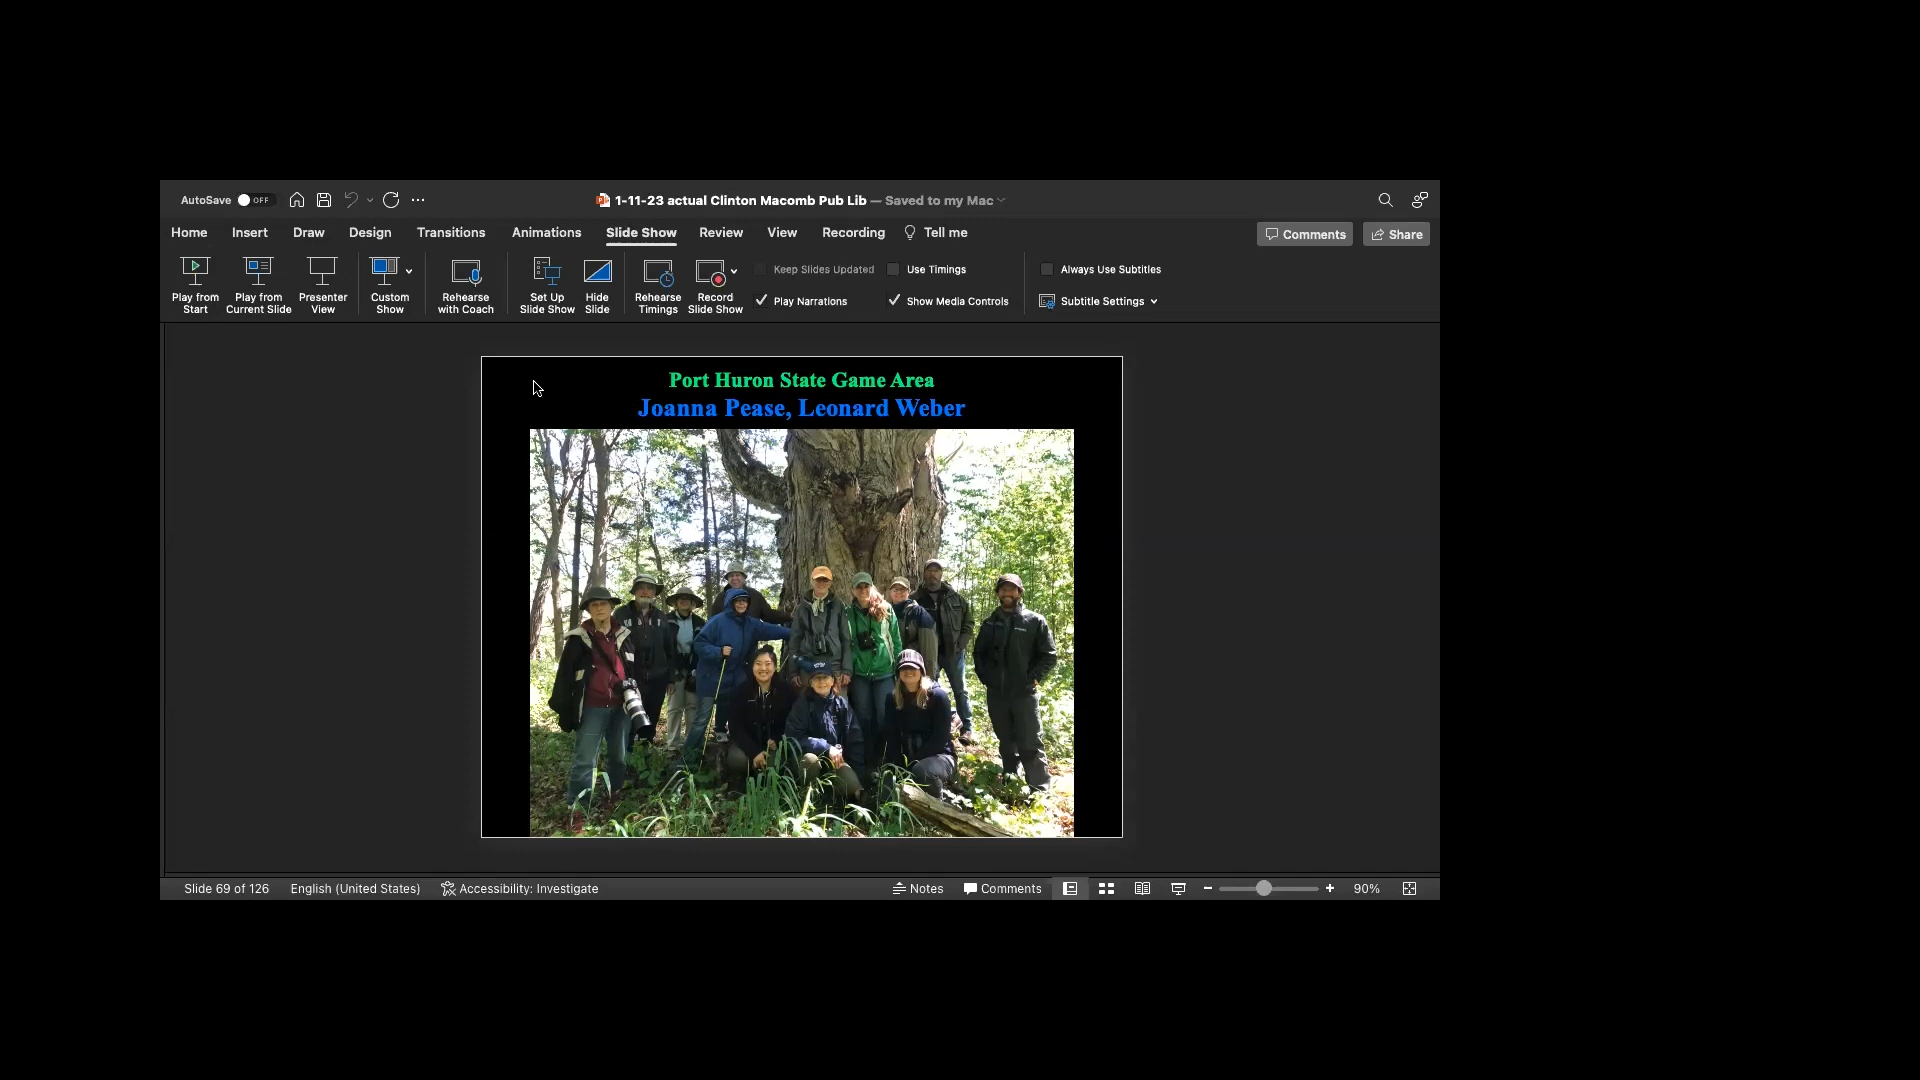 AutoSave OFF
1-11-23 actual Clinton Macomb Pub Lib — Saved to my Mac
Home Insert Draw Design Transitions Animations Slide Show Review View Recording Tell me
Comments Share
Play from Start
Play from Current Slide
Presenter View
Custom Show
Rehearse with Coach
Set Up Slide Show
Hide Slide
Rehearse Timings
Record Slide Show
Keep Slides Updated
Play Narrations
Use Timings
Show Media Controls
Always Use Subtitles
Subtitle Settings
Port Huron State Game Area
Joanna Pease, Leonard Weber
Slide 69 of 126 English (United States) Accessibility: Investigate Notes Comments 90%